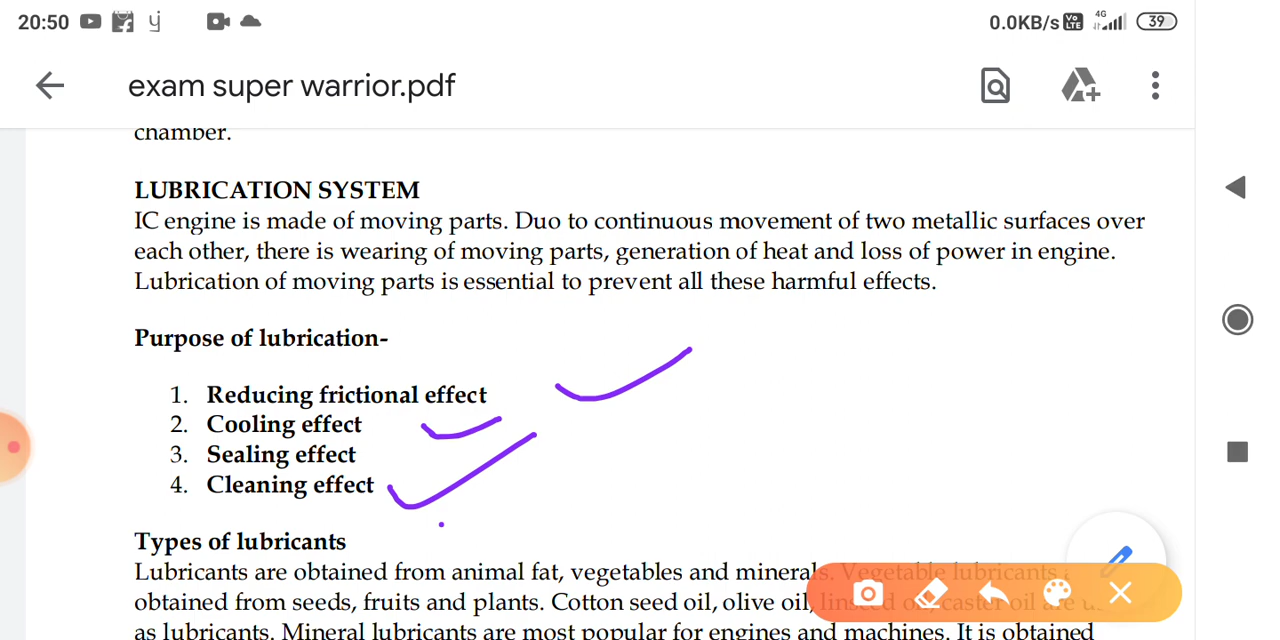 20:50
0.0KB/s Vo LTE 4G 39
exam super warrior.pdf
chamber.
LUBRICATION SYSTEM
IC engine is made of moving parts. Duo to continuous movement of two metallic surfaces over
each other, there is wearing of moving parts, generation of heat and loss of power in engine.
Lubrication of moving parts is essential to prevent all these harmful effects.
Purpose of lubrication-
1. Reducing frictional effect
2. Cooling effect
3. Sealing effect
4. Cleaning effect
Types of lubricants
Lubricants are obtained from animal fat, vegetables and minerals. Vegetable lubricants
obtained from seeds, fruits and plants. Cotton seed oil, olive oil, linseed oil, caster oil are
as lubricants. Mineral lubricants are most popular for engines and machines. It is obtained